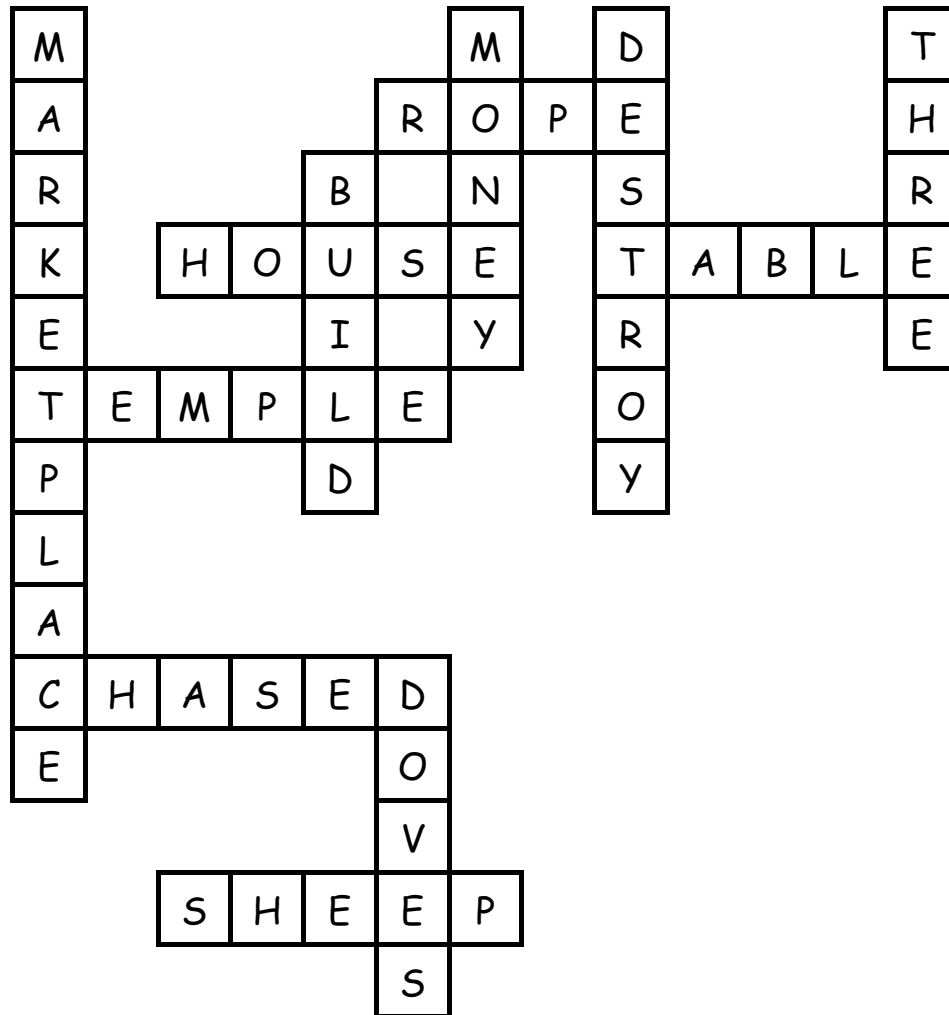 M M D T
A R O P E H
R B N S R
K H O U S E T A B L E
E I Y R E
T E M P L E O
P D Y
L
A
C H A S E D
E O
V
S H E E P
S